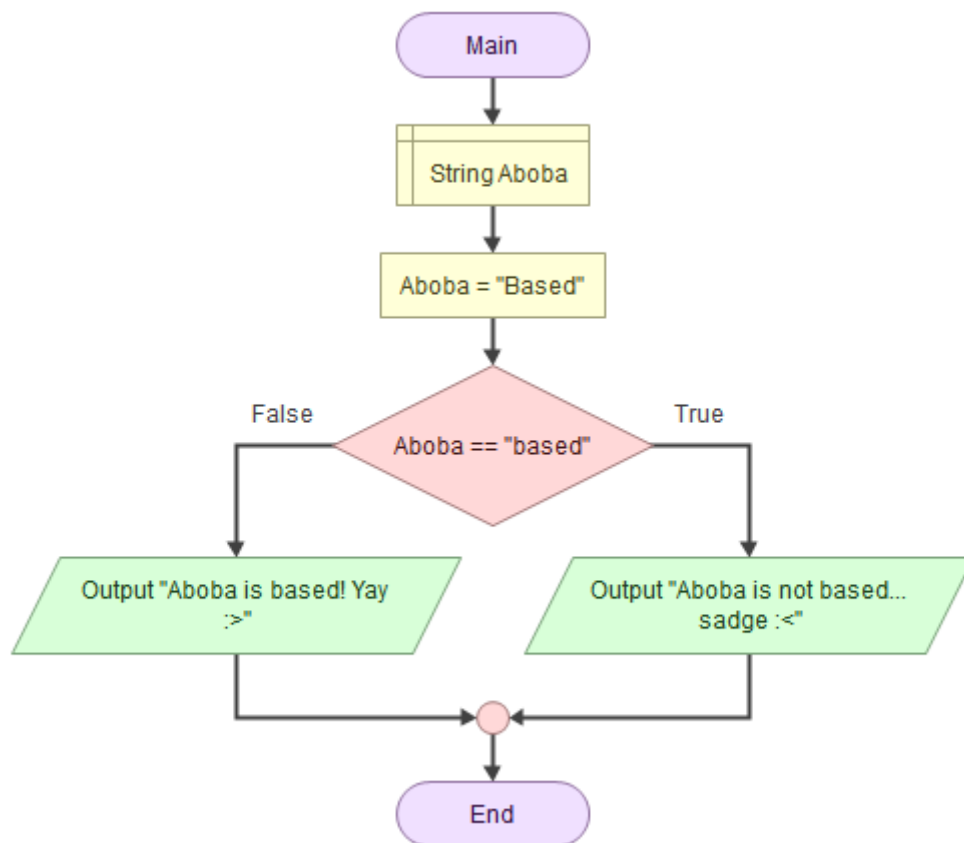 Main
String Aboba
Aboba = "Based"
False
True
Aboba == "based"
Output "Aboba is based! Yay
:>"
Output "Aboba is not based...
sadge :<"
End